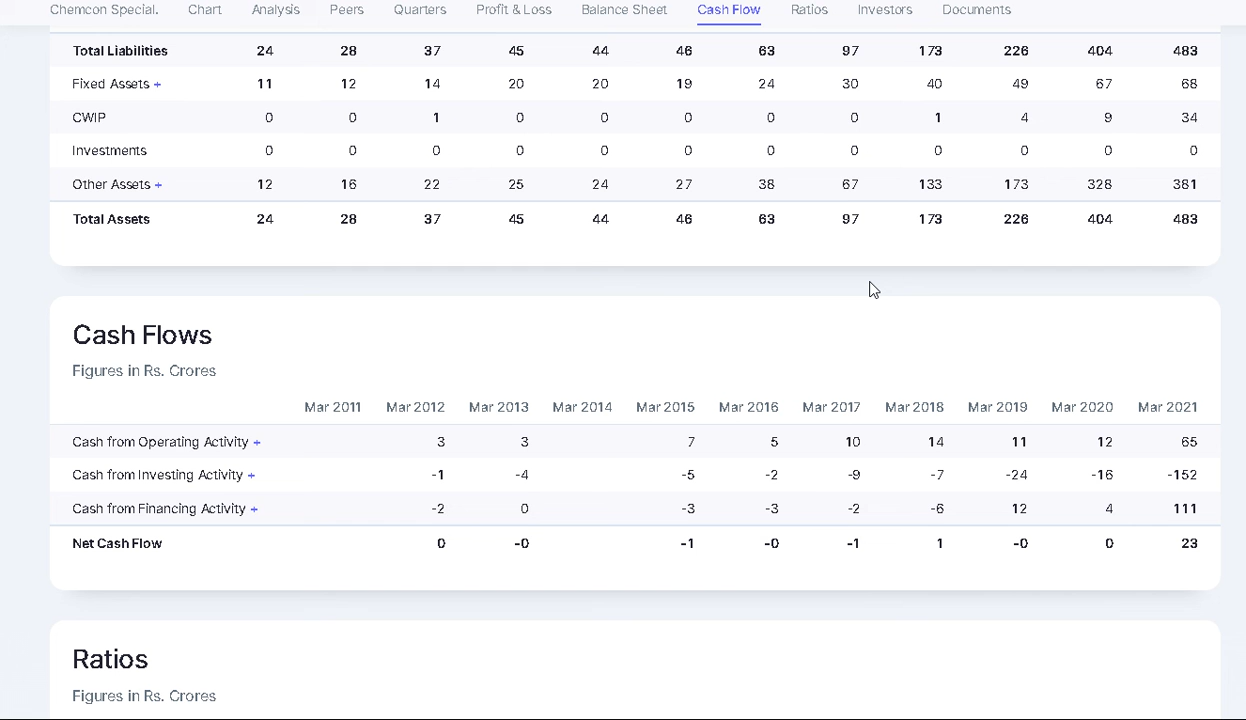 Chemcon Special. Chart Analysis Peers Quarters Profit & Loss Balance Sheet Cash Flow Ratios Investors Documents
Total Liabilities 24 28 37 45 44 46 63 97 173 226 404 483
Fixed Assets + 11 12 14 20 20 19 24 30 40 49 67 68
CWIP 0 0 1 0 0 0 0 0 1 4 9 34
Investments 0 0 0 0 0 0 0 0 0 0 0 0
Other Assets + 12 16 22 25 24 27 38 67 133 173 328 381
Total Assets 24 28 37 45 44 46 63 97 173 226 404 483
Cash Flows
Figures in Rs. Crores
Mar 2011 Mar 2012 Mar 2013 Mar 2014 Mar 2015 Mar 2016 Mar 2017 Mar 2018 Mar 2019 Mar 2020 Mar 2021
Cash from Operating Activity + 3 3 7 5 10 14 11 12 65
Cash from Investing Activity + -1 -4 -5 -2 -9 -7 -24 -16 -152
Cash from Financing Activity + -2 0 -3 -3 -2 -6 12 4 111
Net Cash Flow 0 -0 -1 -0 -1 1 -0 0 23
Ratios
Figures in Rs. Crores